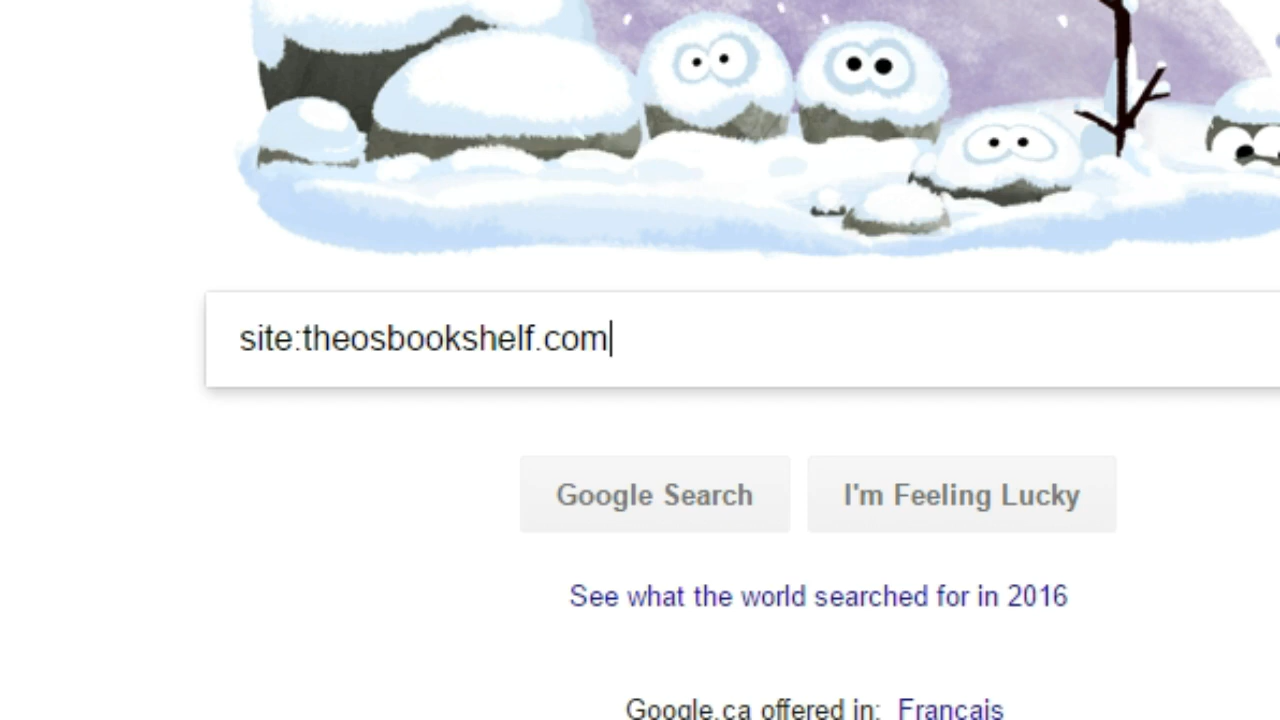 site:theosbookshelf.com
Google Search I'm Feeling Lucky
See what the world searched for in 2016
Google.ca offered in: Français